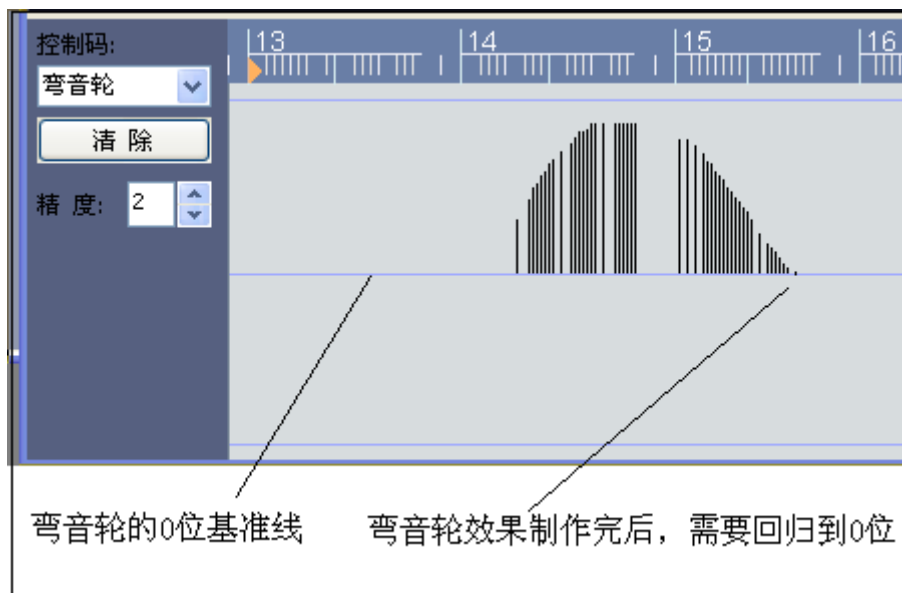 控制码:
弯音轮
清 除
精 度: 2
13 14 15 16
弯音轮的0位基准线
弯音轮效果制作完后，需要回归到0位